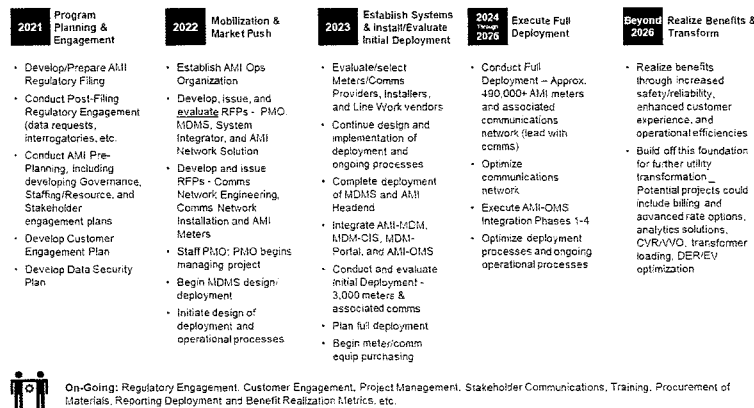 2021
Program
Planning &
Engagement
• Develop/Prepare AMI
Regulatory Filing
• Conduct Post-Filing
Regulatory Engagement
(data requests,
interrogatories, etc.
• Conduct AMI Pre-
Planning, including
developing Governance,
Staffing/Resource, and
Stakeholder
engagement plans
• Develop Customer
Engagement Plan
• Develop Data Security
Plan
2022
Mobilization &
Market Push
• Establish AMI Ops
Organization
• Develop, issue, and
evaluate RFPs - PMO,
MDMS, System
Integrator, and AMI
Network Solution
• Develop and issue
RFPs - Comms
Network Engineering,
Comms Network
Installation and AMI
Meters
• Staff PMO; PMO begins
managing project
• Begin MDMS design/
deployment
• Initiate design of
deployment and
operational processes
2023
Establish Systems
& Install/Evaluate
Initial Deployment
• Evaluate/select
Meters/Comms
Providers, Installers,
and Line Work vendors
• Continue design and
implementation of
deployment and
ongoing processes
• Complete deployment
of MDMS and AMI
Headend
• Integrate AMI-MDM,
MDM-CIS, MDM-
Portal, and AMI-OMS
• Conduct and evaluate
Initial Deployment -
3,000 meters &
associated comms
• Plan full deployment
• Begin meter/comm
equip purchasing
2024
Through
2026
Execute Full
Deployment
• Conduct Full
Deployment – Approx.
490,000+ AMI meters
and associated
communications
network (lead with
comms)
• Optimize
communications
network
• Execute AMI-OMS
Integration Phases 1-4
• Optimize deployment
processes and ongoing
operational processes
Beyond
2026
Realize Benefits &
Transform
• Realize benefits
through increased
safety/reliability,
enhanced customer
experience, and
operational efficiencies
• Build off this foundation
for further utility
transformation _
Potential projects could
include billing and
advanced rate options,
analytics solutions,
CVR/VVO, transformer
loading, DER/EV
optimization
On-Going: Regulatory Engagement, Customer Engagement, Project Management, Stakeholder Communications, Training, Procurement of
Materials, Reporting Deployment and Benefit Realization Metrics, etc.